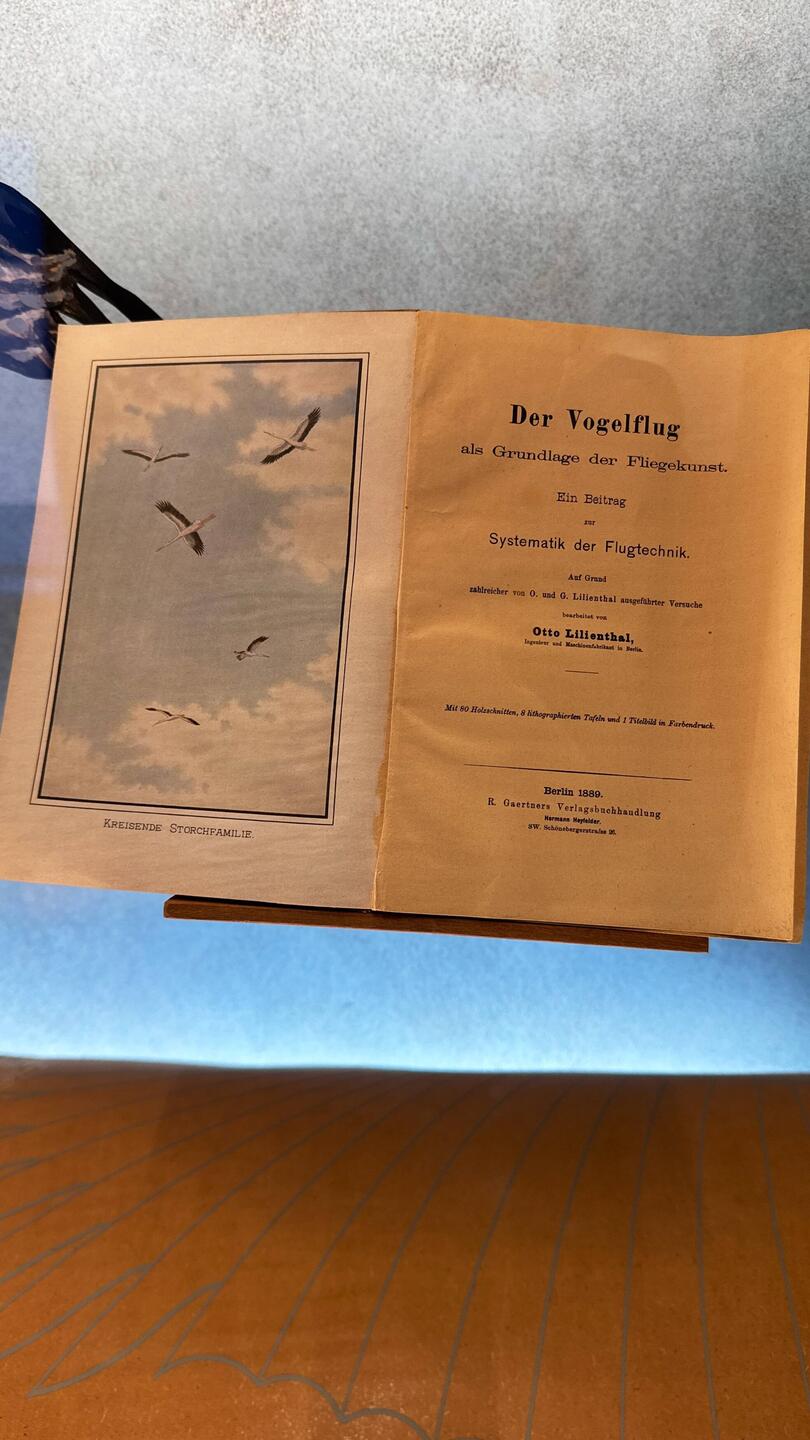 KREISENDE STORCHFAMILIE.
Der Vogelflug
als Grundlage der Fliegekunst.
Ein Beitrag
zur
Systematik der Flugtechnik.
Auf Grund
zahlreicher von O. und G. Lilienthal ausgeführter Versuche
bearbeitet von
Otto Lilienthal,
Ingenieur und Maschinenfabrikant in Berlin.
Mit 80 Holzschnitten, 8 lithographierten Tafeln und 1 Titelbild in Farbendruck.
Berlin 1889.
R. Gaertners Verlagsbuchhandlung
Hermann Heyfelder.
SW. Schönebergerstraſse 26.